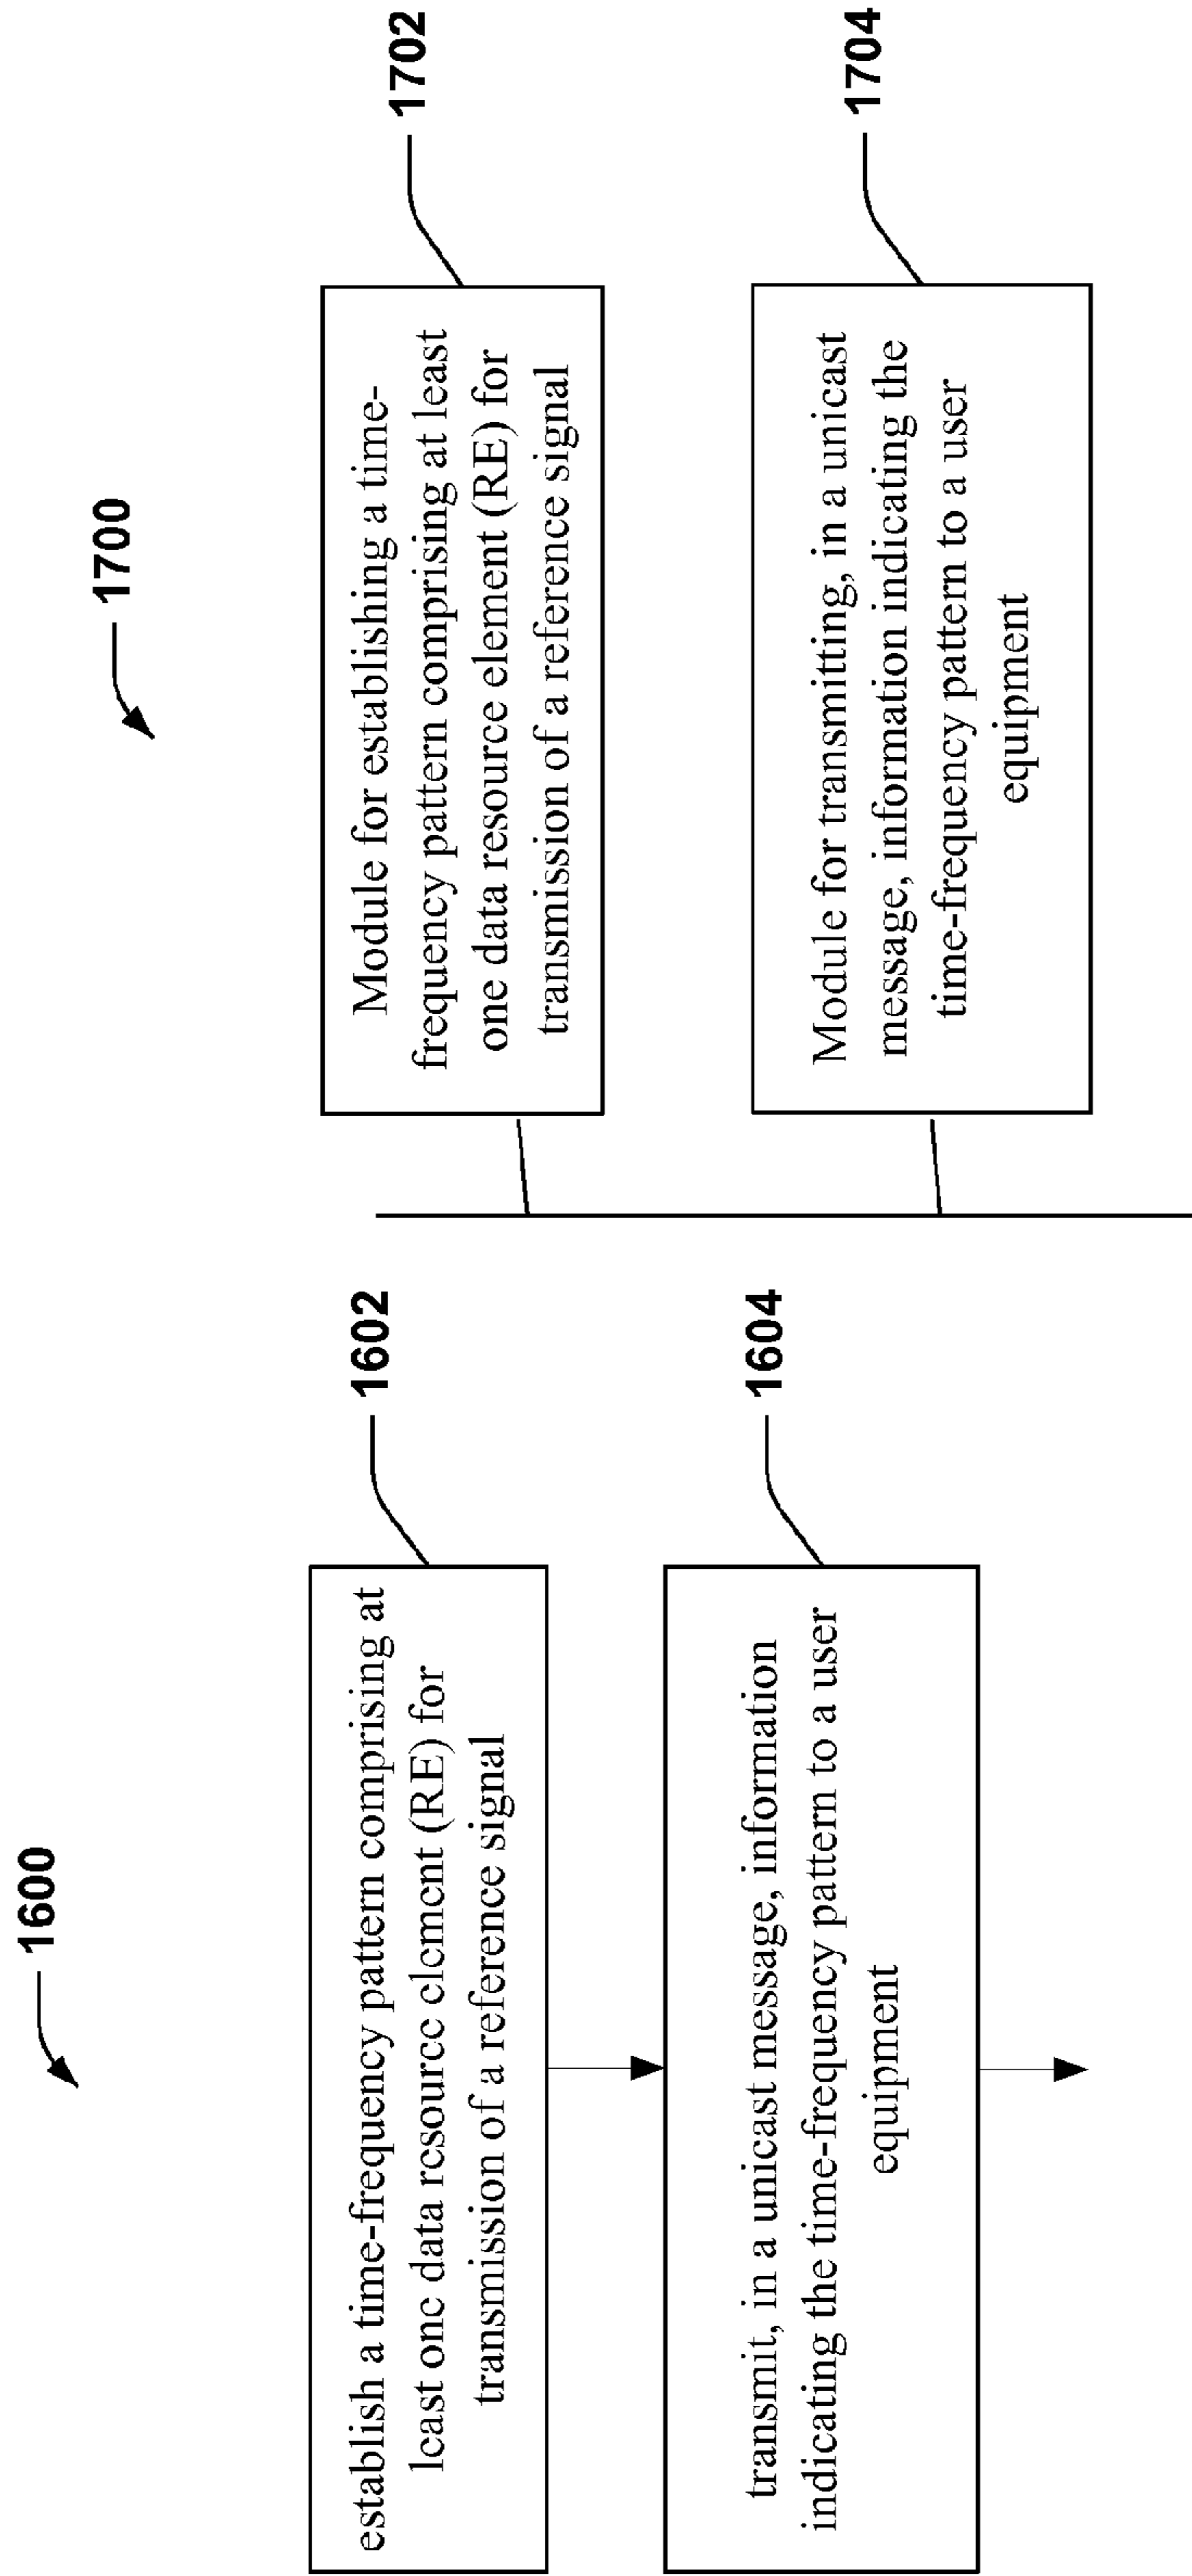 1600
establish a time-frequency pattern comprising at
least one data resource element (RE) for
transmission of a reference signal
1602
transmit, in a unicast message, information
indicating the time-frequency pattern to a user
equipment
1604
1700
Module for establishing a time-
frequency pattern comprising at least
one data resource element (RE) for
transmission of a reference signal
1702
Module for transmitting, in a unicast
message, information indicating the
time-frequency pattern to a user
equipment
1704